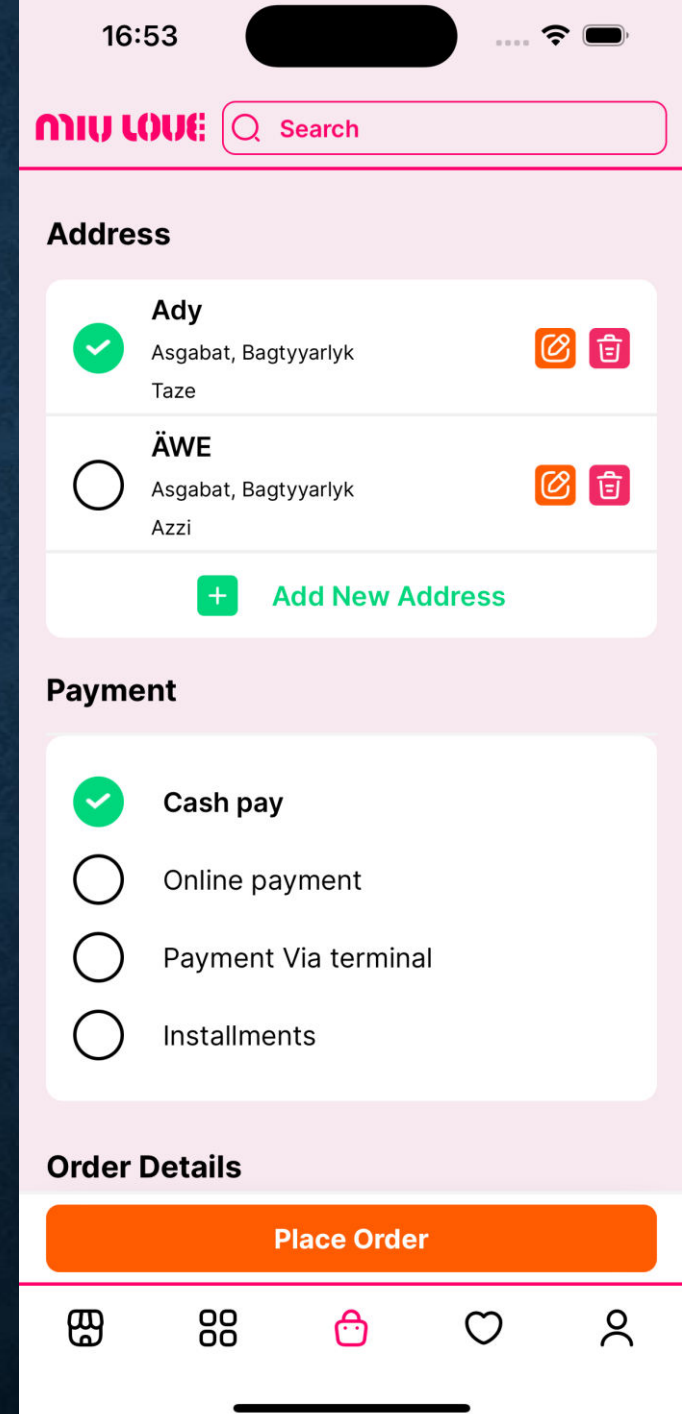 16:53
MIU LOVE
Search
Address
Ady
Asgabat, Bagtyyarlyk
Taze
ÄWE
Asgabat, Bagtyyarlyk
Azzi
Add New Address
Payment
Cash pay
Online payment
Payment Via terminal
Installments
Order Details
Place Order